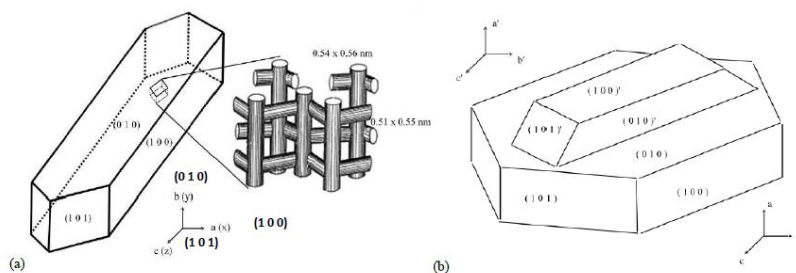 0.54 x 0.56 nm
0.51 x 0.55 nm
(0 1 0)
(1 0 0)
(1 0 1)
(0 1 0)
b (y)
a (x)
(1 0 0)
c (z)
(1 0 1)
(a)
a'
b'
c'
(1 0 0)'
(1 0 1)'
(0 1 0)'
(0 1 0)
(1 0 1)
(1 0 0)
a
c
(b)